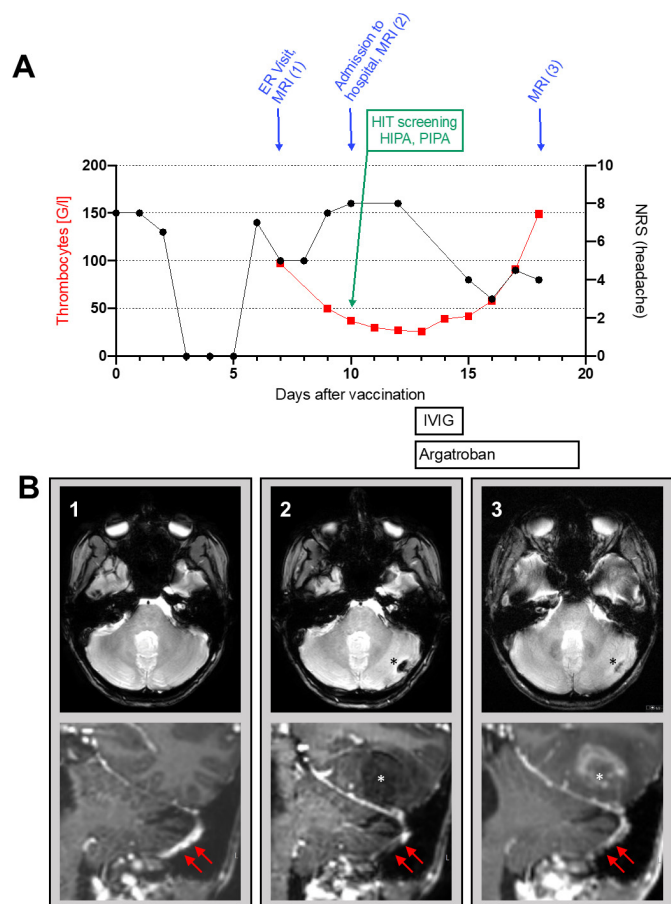 A
ER Visit,
MRI (1)
Admission to
hospital, MRI (2)
MRI (3)
HIT screening
HIPA, PIPA
200
150
100
50
0
Thrombocytes [G/l]
10
8
6
4
2
0
NRS (headache)
0 5 10 15 20
Days after vaccination
IVIG
Argatroban
B
1 2 3
* *
* *
L L